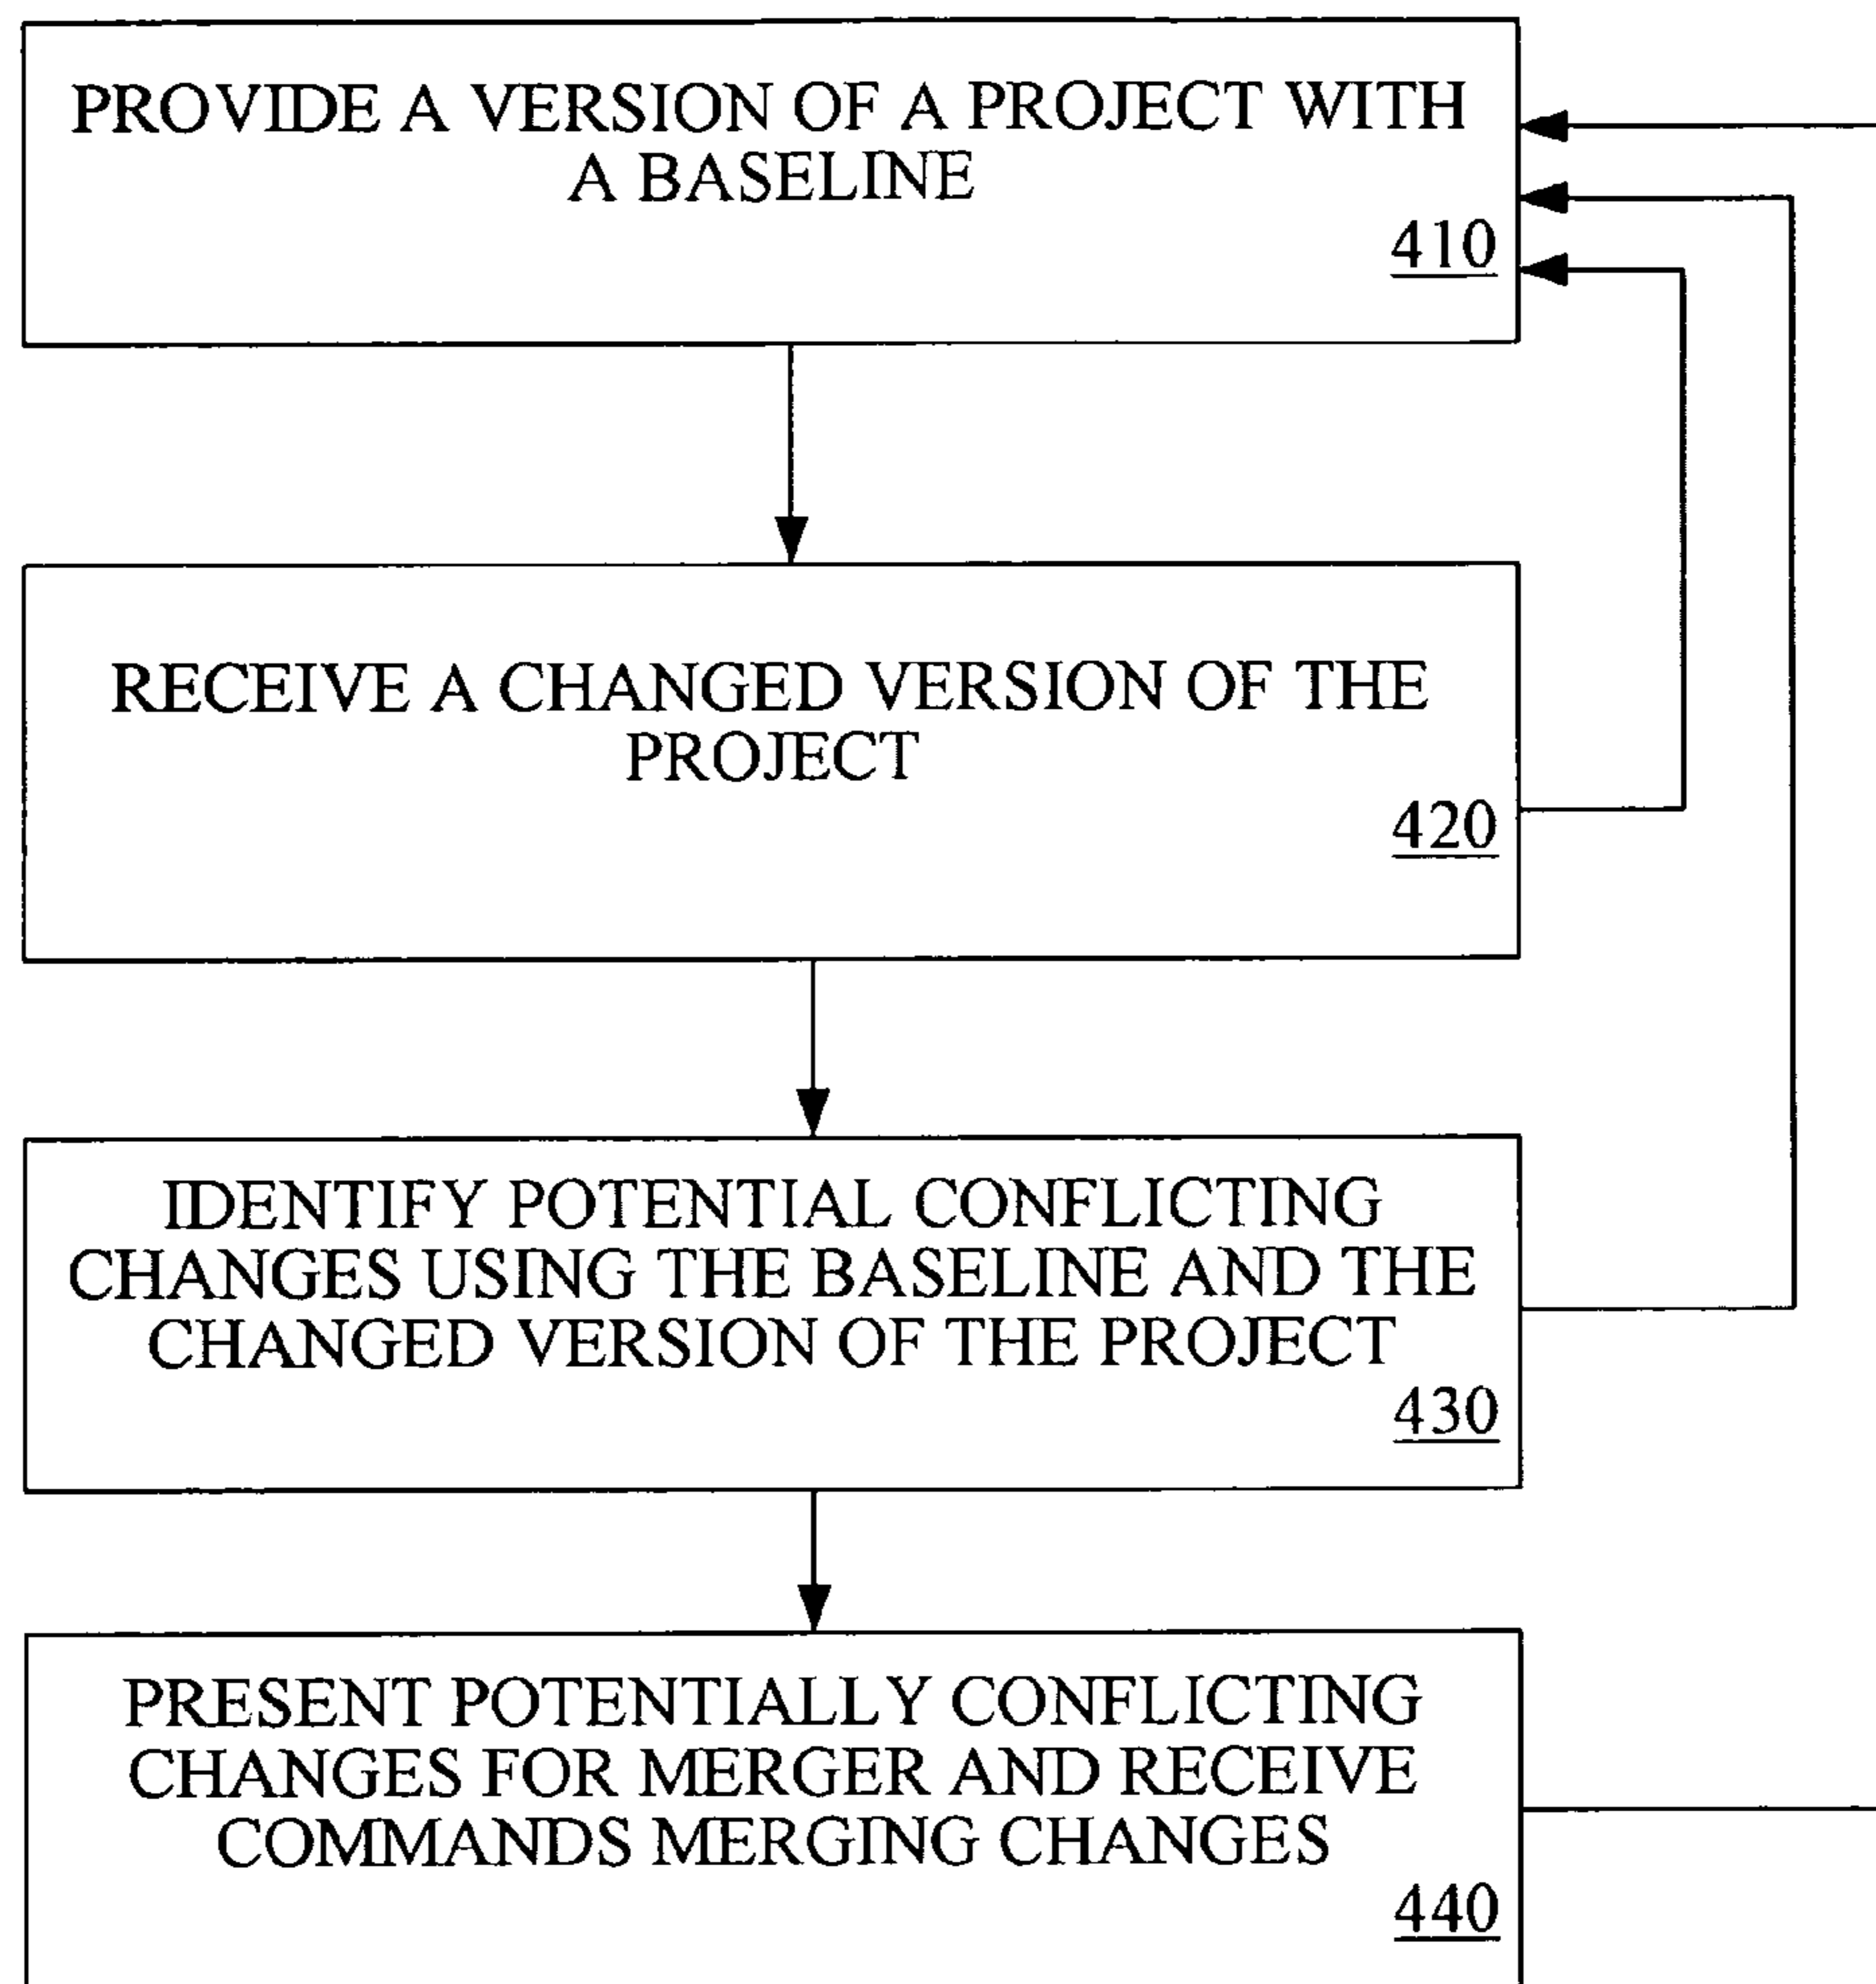 PROVIDE A VERSION OF A PROJECT WITH
A BASELINE
410
RECEIVE A CHANGED VERSION OF THE
PROJECT
420
IDENTIFY POTENTIAL CONFLICTING
CHANGES USING THE BASELINE AND THE
CHANGED VERSION OF THE PROJECT
430
PRESENT POTENTIALLY CONFLICTING
CHANGES FOR MERGER AND RECEIVE
COMMANDS MERGING CHANGES
440